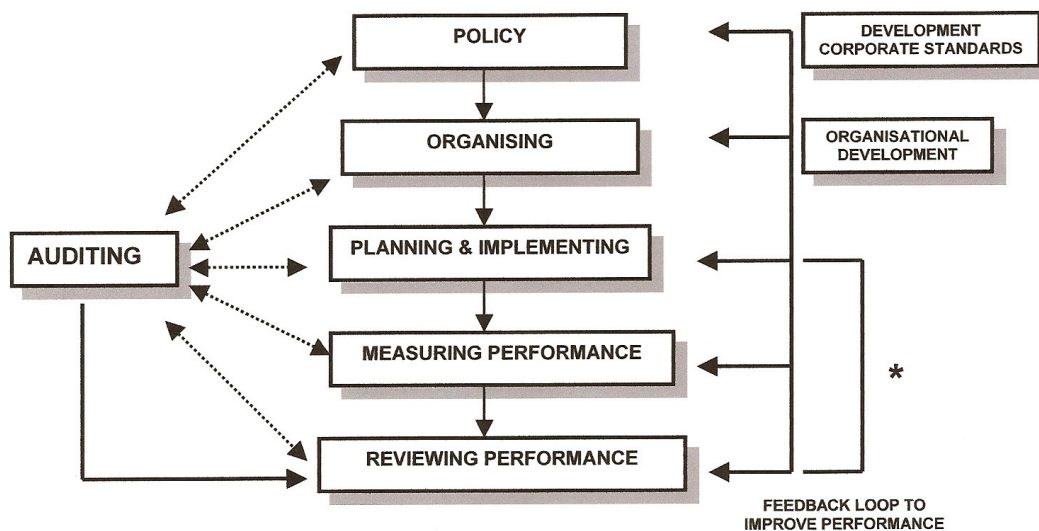 POLICY
DEVELOPMENT
CORPORATE STANDARDS
ORGANISING
ORGANISATIONAL
DEVELOPMENT
AUDITING
PLANNING & IMPLEMENTING
MEASURING PERFORMANCE
*
REVIEWING PERFORMANCE
FEEDBACK LOOP TO
IMPROVE PERFORMANCE